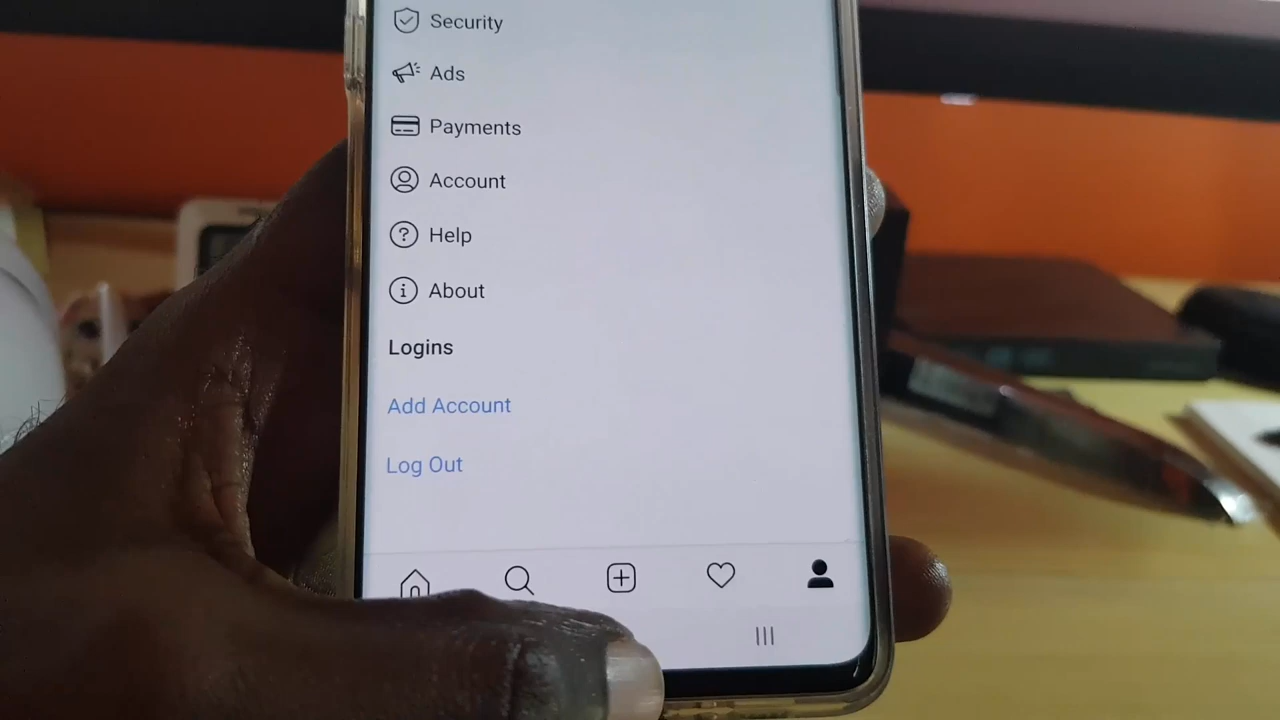 Security
Ads
Payments
Account
Help
About
Logins
Add Account
Log Out